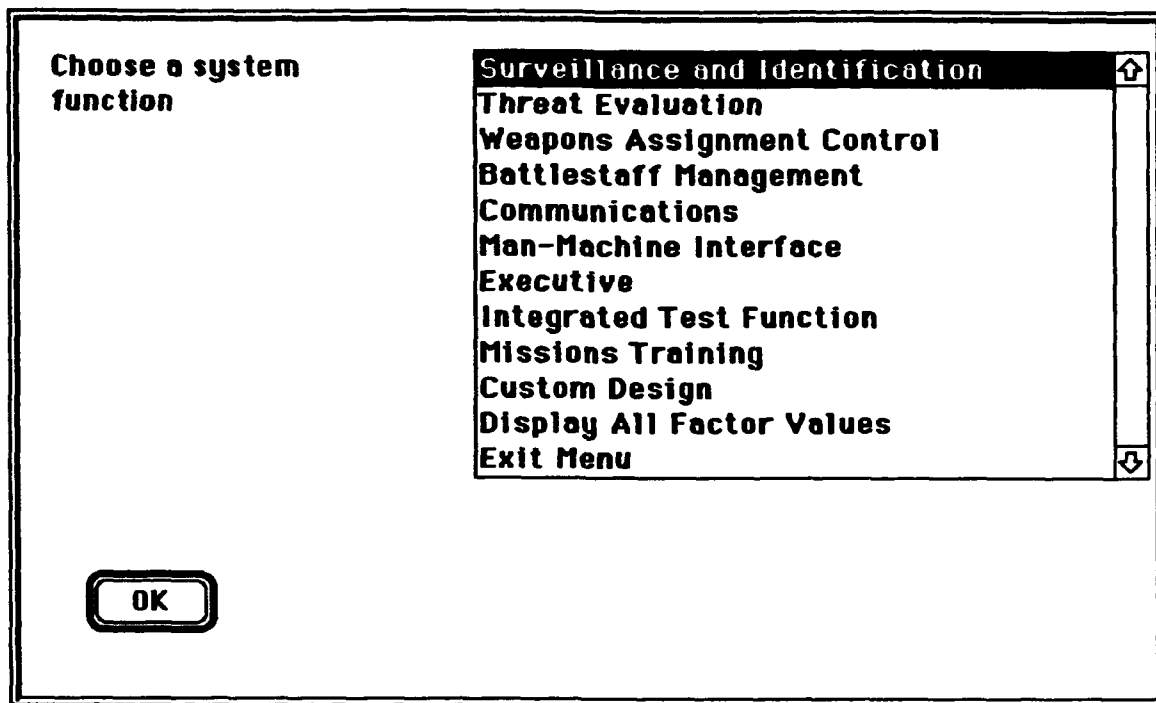 Choose a system
function
Surveillance and Identification
Threat Evaluation
Weapons Assignment Control
Battlestaff Management
Communications
Man-Machine Interface
Executive
Integrated Test Function
Missions Training
Custom Design
Display All Factor Values
Exit Menu
OK